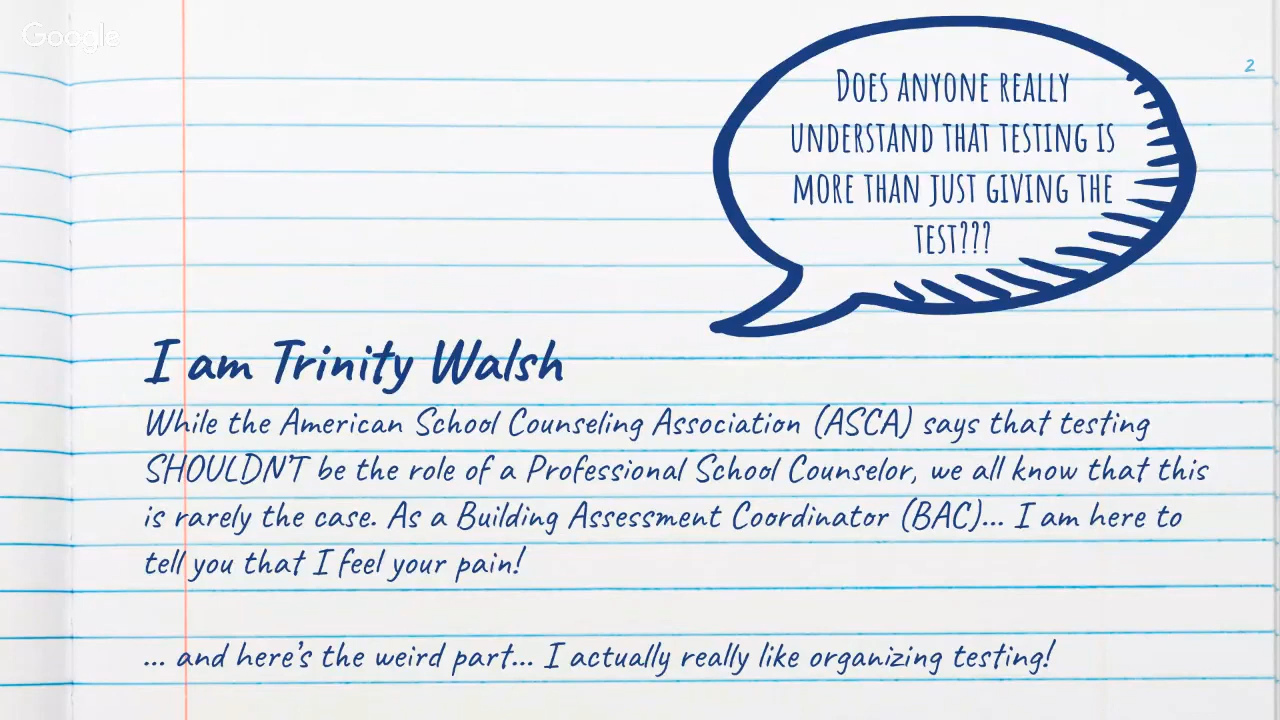 Google
2
DOES ANYONE REALLY
UNDERSTAND THAT TESTING IS
MORE THAN JUST GIVING THE
TEST???
I am Trinity Walsh
While the American School Counseling Association (ASCA) says that testing
SHOULDN'T be the role of a Professional School Counselor, we all know that this
is rarely the case. As a Building Assessment Coordinator (BAC)... I am here to
tell you that I feel your pain!
... and here's the weird part... I actually really like organizing testing!